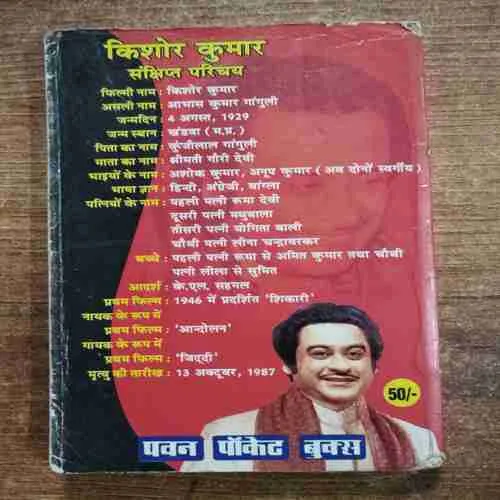 किशोर कुमार
संक्षिप्त परिचय
फिल्मी नाम : किशोर कुमार
असली नाम : आभास कुमार गांगुली
जन्मदिन : 4 अगस्त, 1929
जन्म स्थान : खंडवा ( म.प्र. )
पिता का नाम : कुंजीलाल गांगुली
माता का नाम : श्रीमती गौरी देवी
भाइयों के नाम : अशोक कुमार, अनूप कुमार ( अब दोनों स्वर्गीय )
भाषा ज्ञान : हिन्दी, अंग्रेजी, बांग्ला
पत्नियों के नाम : पहली पत्नी रूमा देवी
दूसरी पत्नी मधुबाला
तीसरी पत्नी योगिता बाली
चौथी पत्नी लीना चन्द्रावरकर
बच्चे : पहली पत्नी रूमा से अमित कुमार तथा चौथी
पत्नी लीला से सुमित
आदर्श : के.एल. सहगल
प्रथम फिल्म : 1946 में प्रदर्शित 'शिकारी'
नायक के रूप में
प्रथम फिल्म : 'आन्दोलन'
गायक के रूप में
प्रथम फिल्म : 'जिद्दी'
मृत्यु की तारीख : 13 अक्टूबर, 1987
50/-
पवन पॉकेट बुक्स